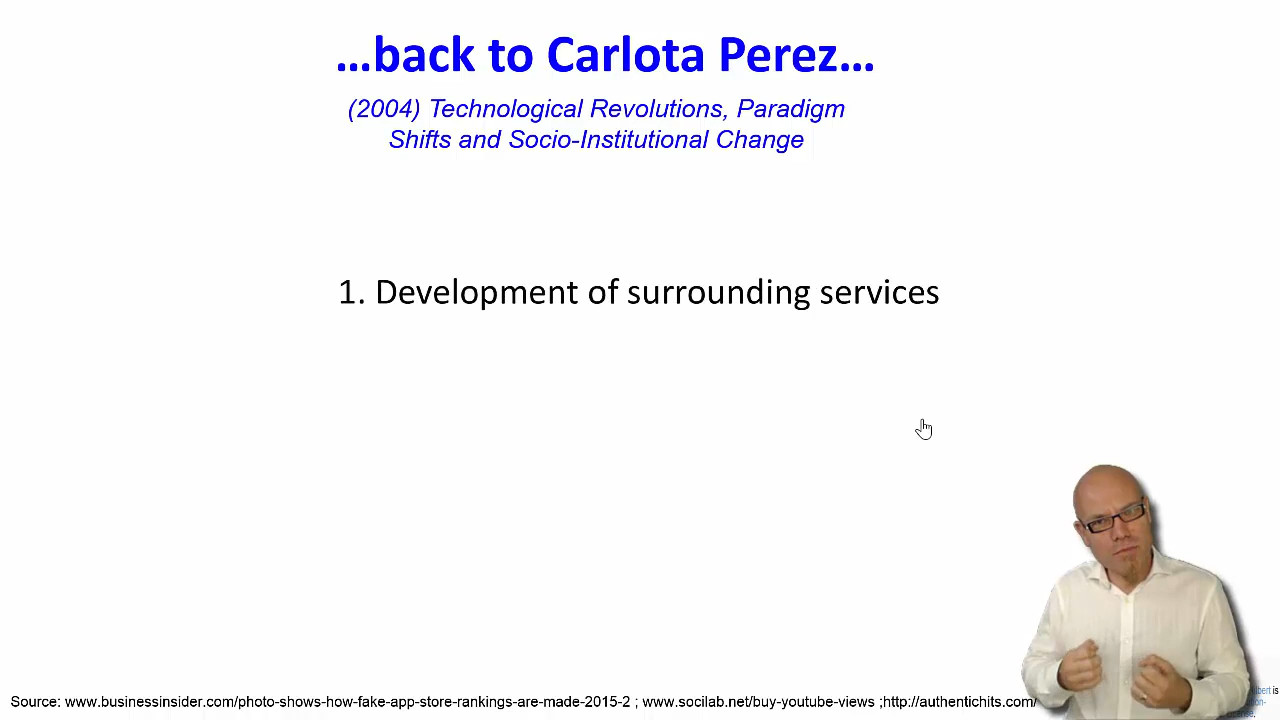 …back to Carlota Perez…
(2004) Technological Revolutions, Paradigm
Shifts and Socio-Institutional Change
1. Development of surrounding services
Source: www.businessinsider.com/photo-shows-how-fake-app-store-rankings-are-made-2015-2 ; www.socilab.net/buy-youtube-views ;http://authentichits.com/
is